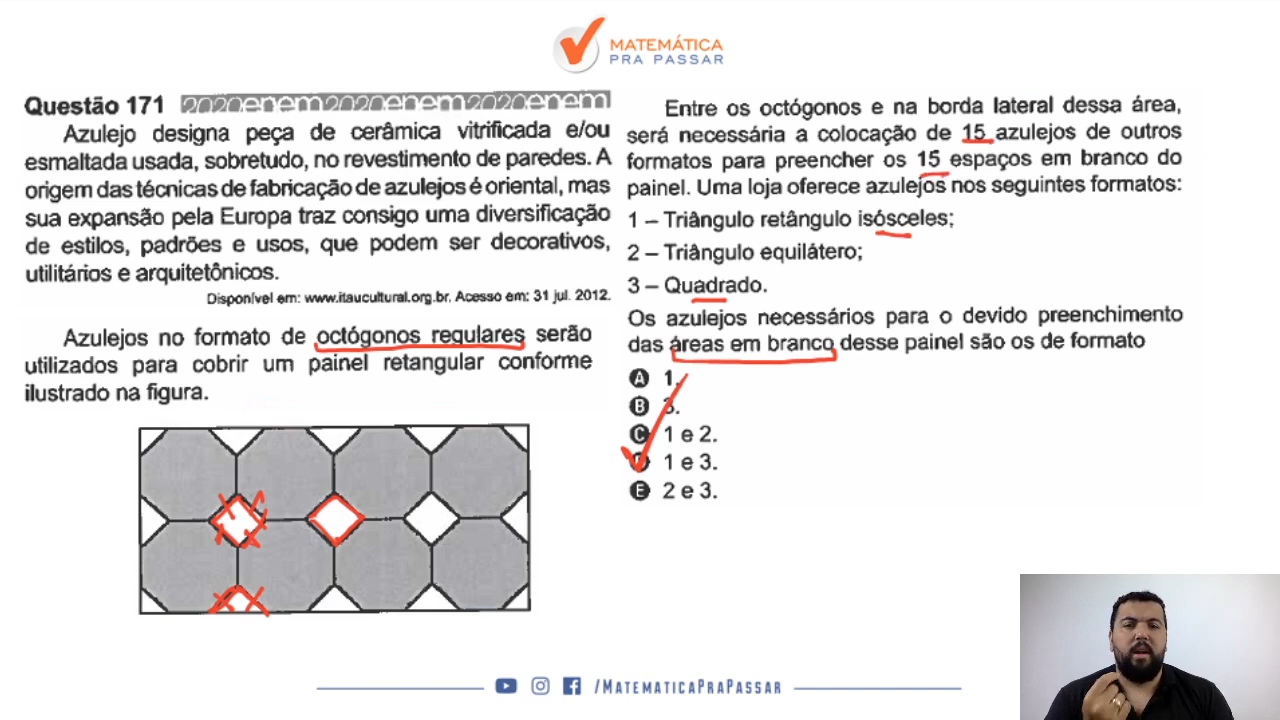 MATEMÁTICA
PRA PASSAR
Questão 171 2020enem2020enem2020enem
Azulejo designa peça de cerâmica vitrificada e/ou
esmaltada usada, sobretudo, no revestimento de paredes. A
origem das técnicas de fabricação de azulejos é oriental, mas
sua expansão pela Europa traz consigo uma diversificação
de estilos, padrões e usos, que podem ser decorativos,
utilitários e arquitetônicos.
Disponível em: www.itaucultural.org.br. Acesso em: 31 jul. 2012.
Azulejos no formato de octógonos regulares serão
utilizados para cobrir um painel retangular conforme
ilustrado na figura.
Entre os octógonos e na borda lateral dessa área,
será necessária a colocação de 15 azulejos de outros
formatos para preencher os 15 espaços em branco do
painel. Uma loja oferece azulejos nos seguintes formatos:
1 – Triângulo retângulo isósceles;
2 – Triângulo equilátero;
3 – Quadrado.
Os azulejos necessários para o devido preenchimento
das áreas em branco desse painel são os de formato
A 1.
B 3.
C 1 e 2.
D 1 e 3.
E 2 e 3.
/MATEMATICAPRAPASSAR